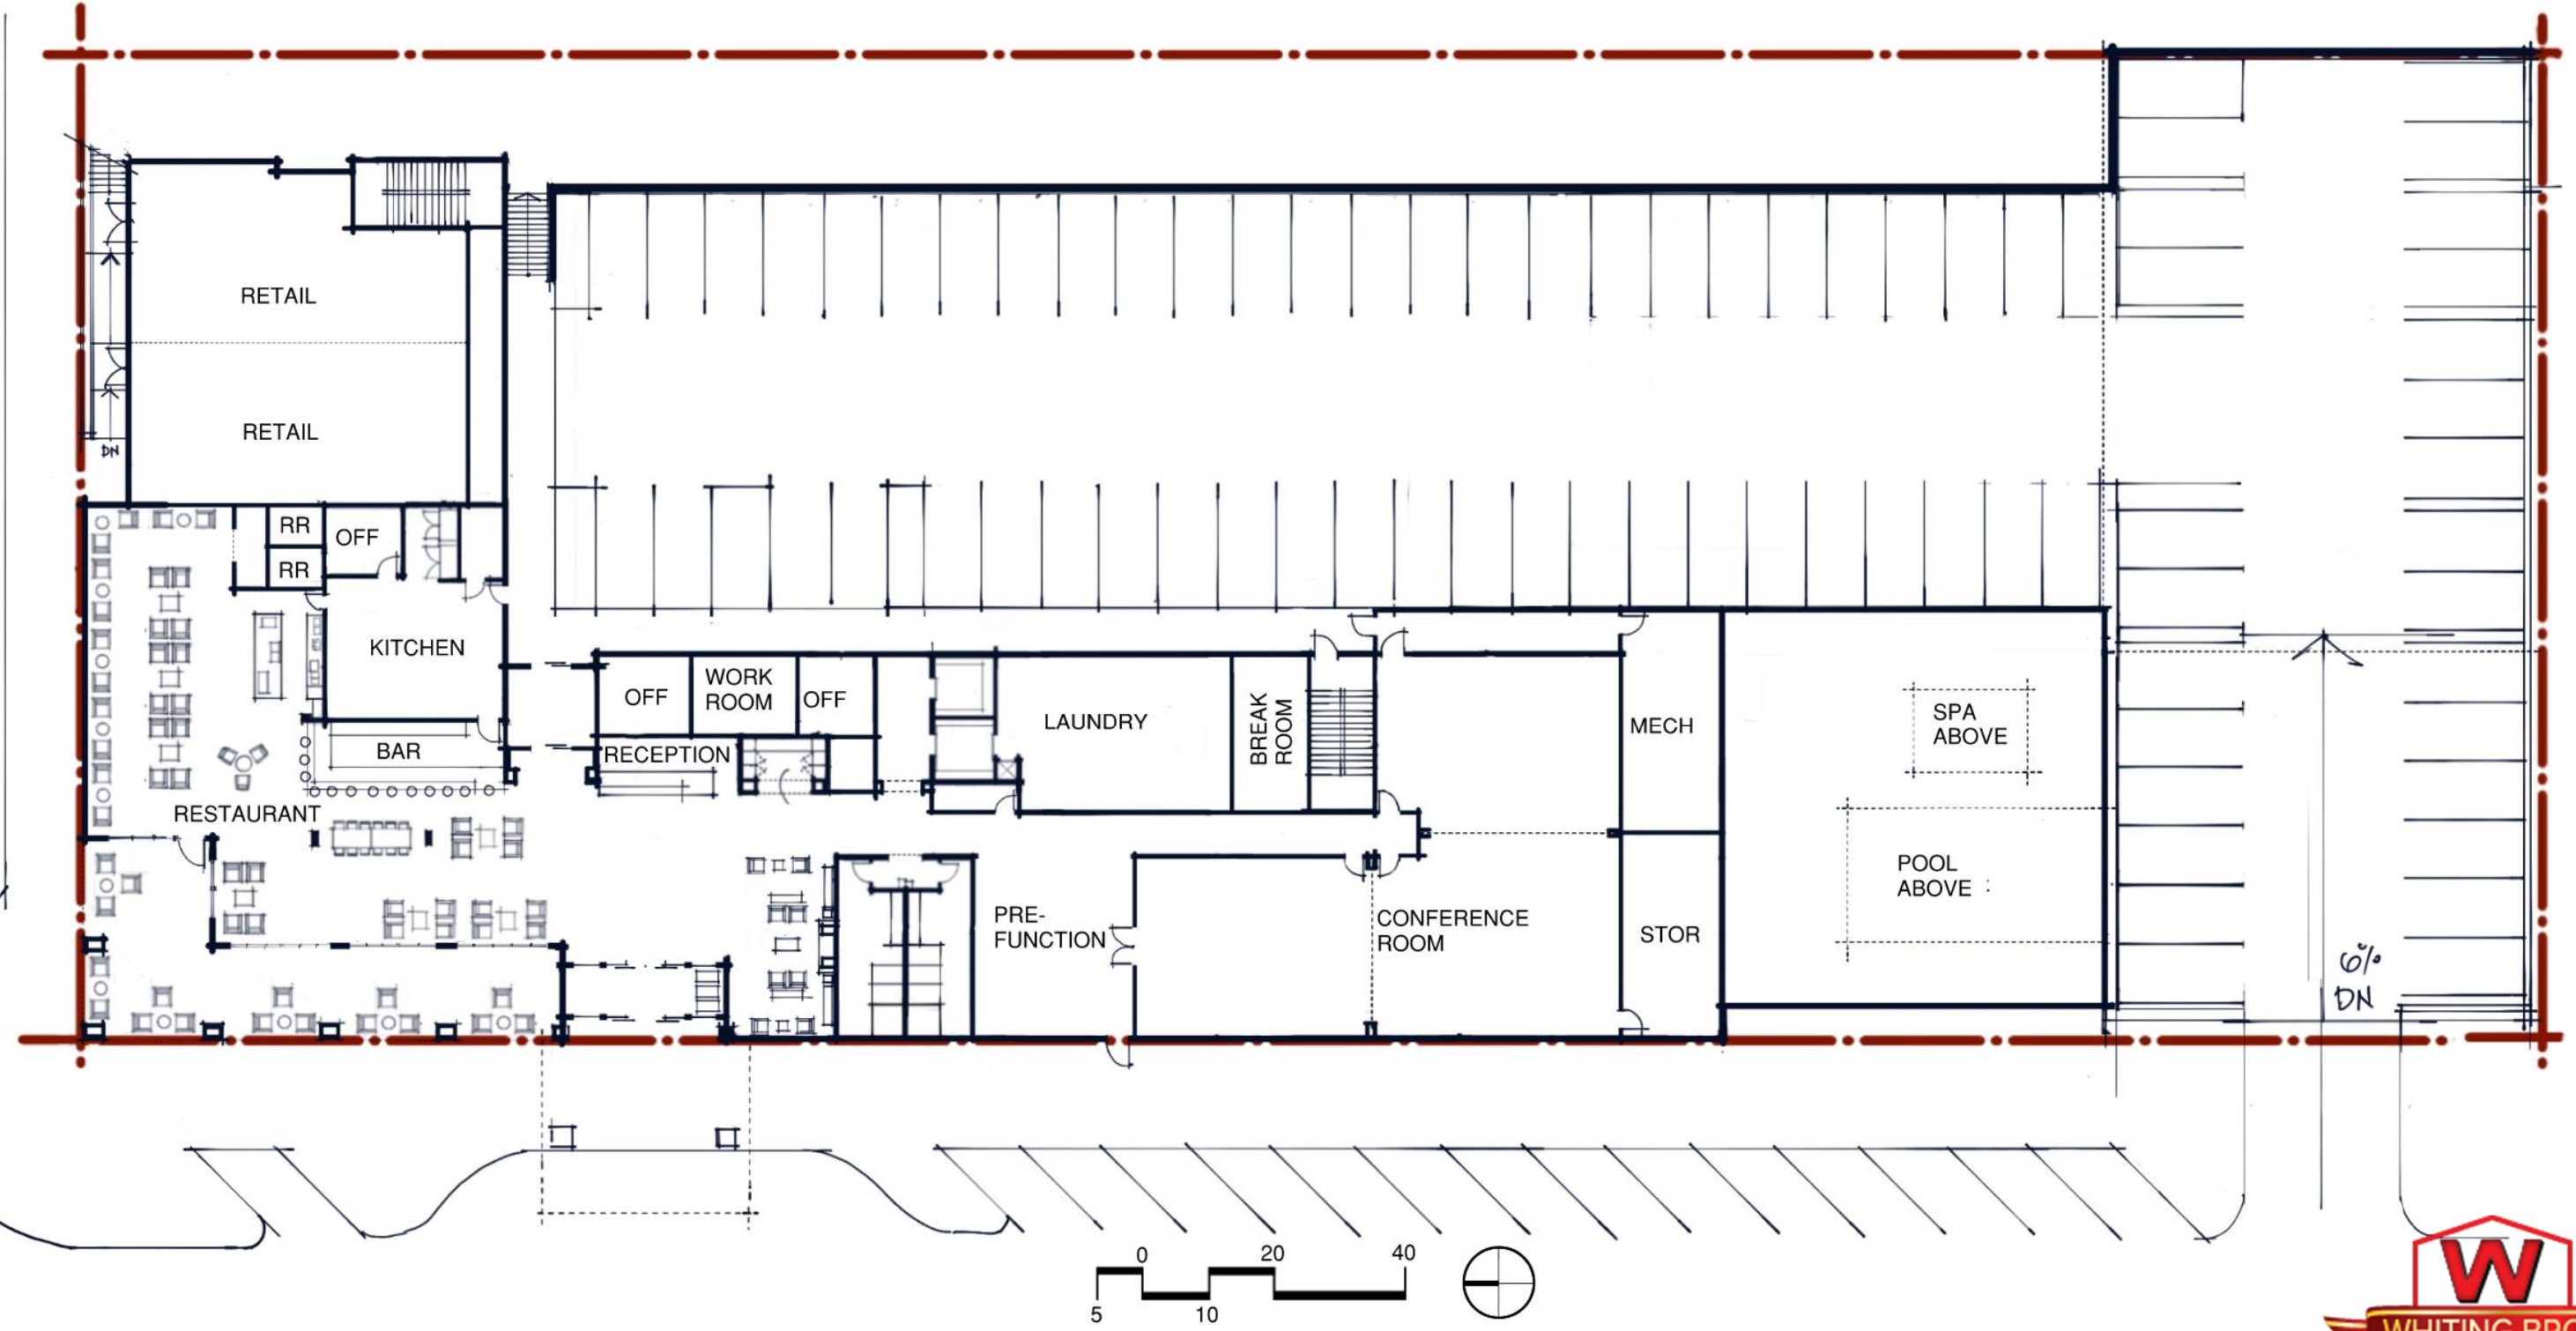 RETAIL
RETAIL
DN
RR
OFF
RR
KITCHEN
BAR
RESTAURANT
OFF
WORK
ROOM
OFF
RECEPTION
LAUNDRY
BREAK
ROOM
MECH
SPA
ABOVE
POOL
ABOVE :
PRE-
FUNCTION
CONFERENCE
ROOM
STOR
6%
DN
0 20 40
5 10
W